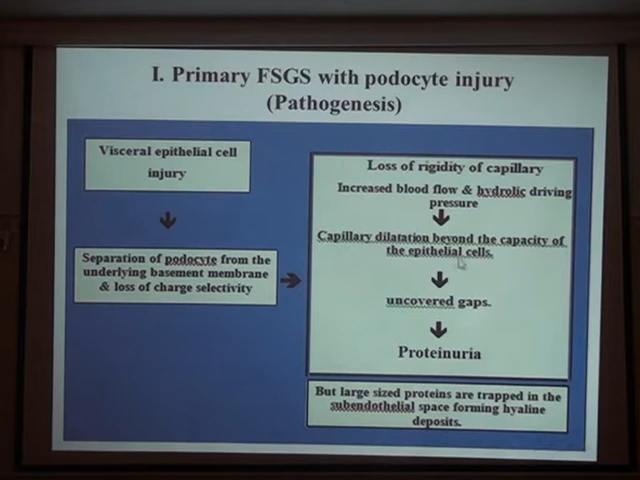 I. Primary FSGS with podocyte injury
(Pathogenesis)
Visceral epithelial cell
injury
Separation of podocyte from the
underlying basement membrane
& loss of charge selectivity
Loss of rigidity of capillary
Increased blood flow & hydrolic driving
pressure
Capillary dilatation beyond the capacity of
the epithelial cells.
uncovered gaps.
Proteinuria
But large sized proteins are trapped in the
subendothelial space forming hyaline
deposits.